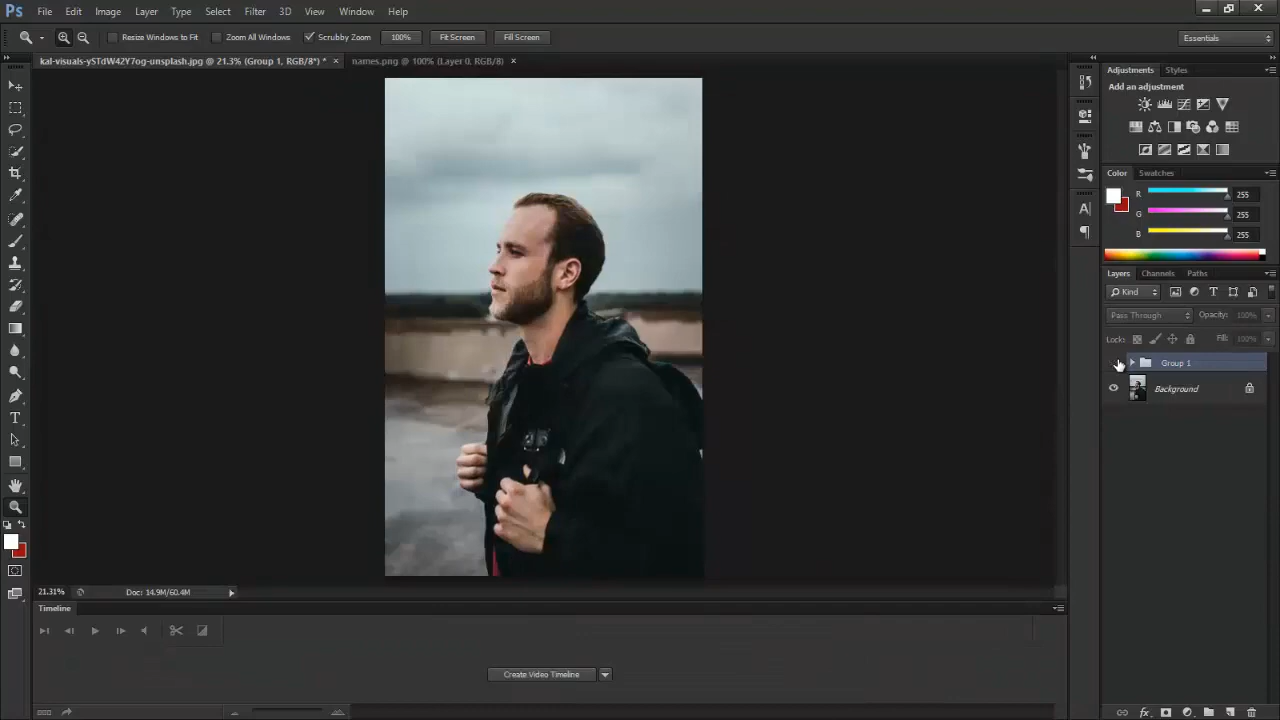 Ps File Edit Image Layer Type Select Filter 3D View Window Help
Resize Windows to Fit Zoom All Windows Scrubby Zoom 100% Fit Screen Fill Screen Essentials
kal-visuals-ySTdW42Y7og-unsplash.jpg @ 21.3% (Group 1, RGB/8*) * × names.png @ 100% (Layer 0, RGB/8) ×
Adjustments Styles
Add an adjustment
Color Swatches
R 255
G 255
B 255
Layers Channels Paths
Kind
Pass Through Opacity: 100%
Lock: Fill: 100%
Group 1
Background
21.31% Doc: 14.9M/60.4M
Timeline
Create Video Timeline